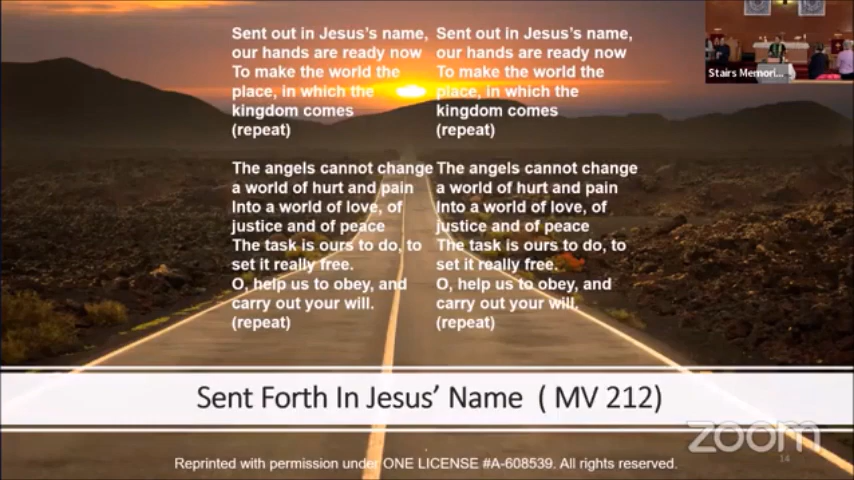 Sent out in Jesus's name,
our hands are ready now
To make the world the
place, in which the
kingdom comes
(repeat)
The angels cannot change
a world of hurt and pain
Into a world of love, of
justice and of peace
The task is ours to do, to
set it really free.
O, help us to obey, and
carry out your will.
(repeat)
Sent out in Jesus's name,
our hands are ready now
To make the world the
place, in which the
kingdom comes
(repeat)
The angels cannot change
a world of hurt and pain
Into a world of love, of
justice and of peace
The task is ours to do, to
set it really free.
O, help us to obey, and
carry out your will.
(repeat)
Stairs Memori...
Sent Forth In Jesus' Name ( MV 212)
zoom
14
Reprinted with permission under ONE LICENSE #A-608539. All rights reserved.